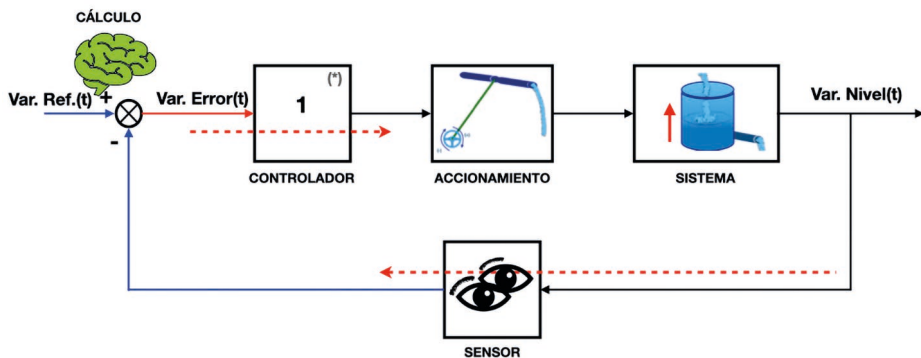 CÁLCULO
Var. Ref.(t)
+
-
Var. Error(t)
(*)
1
CONTROLADOR
ACCIONAMIENTO
SISTEMA
Var. Nivel(t)
SENSOR